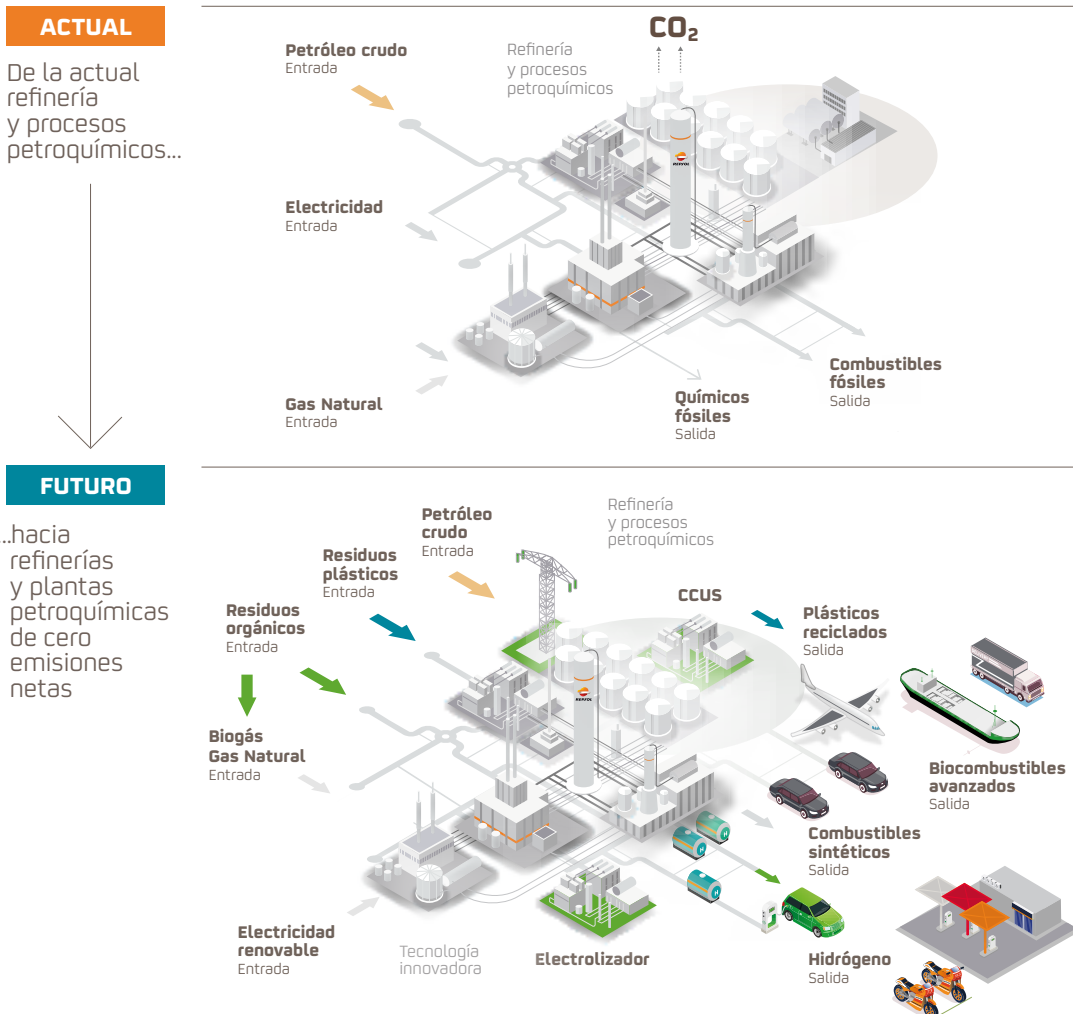 ACTUAL
De la actual
refinería
y procesos
petroquímicos...
Petróleo crudo
Entrada
CO₂
Refinería
y procesos
petroquímicos
REPSOL
Electricidad
Entrada
Gas Natural
Entrada
Químicos
fósiles
Salida
Combustibles
fósiles
Salida
FUTURO
...hacia
refinerías
y plantas
petroquímicas
de cero
emisiones
netas
Petróleo
crudo
Entrada
Refinería
y procesos
petroquímicos
Residuos
plásticos
Entrada
Residuos
orgánicos
Entrada
CCUS
Plásticos
reciclados
Salida
REPSOL
Biogás
Gas Natural
Entrada
Biocombustibles
avanzados
Salida
Combustibles
sintéticos
Salida
H
H
H
Electricidad
renovable
Entrada
Tecnología
innovadora
Electrolizador
Hidrógeno
Salida